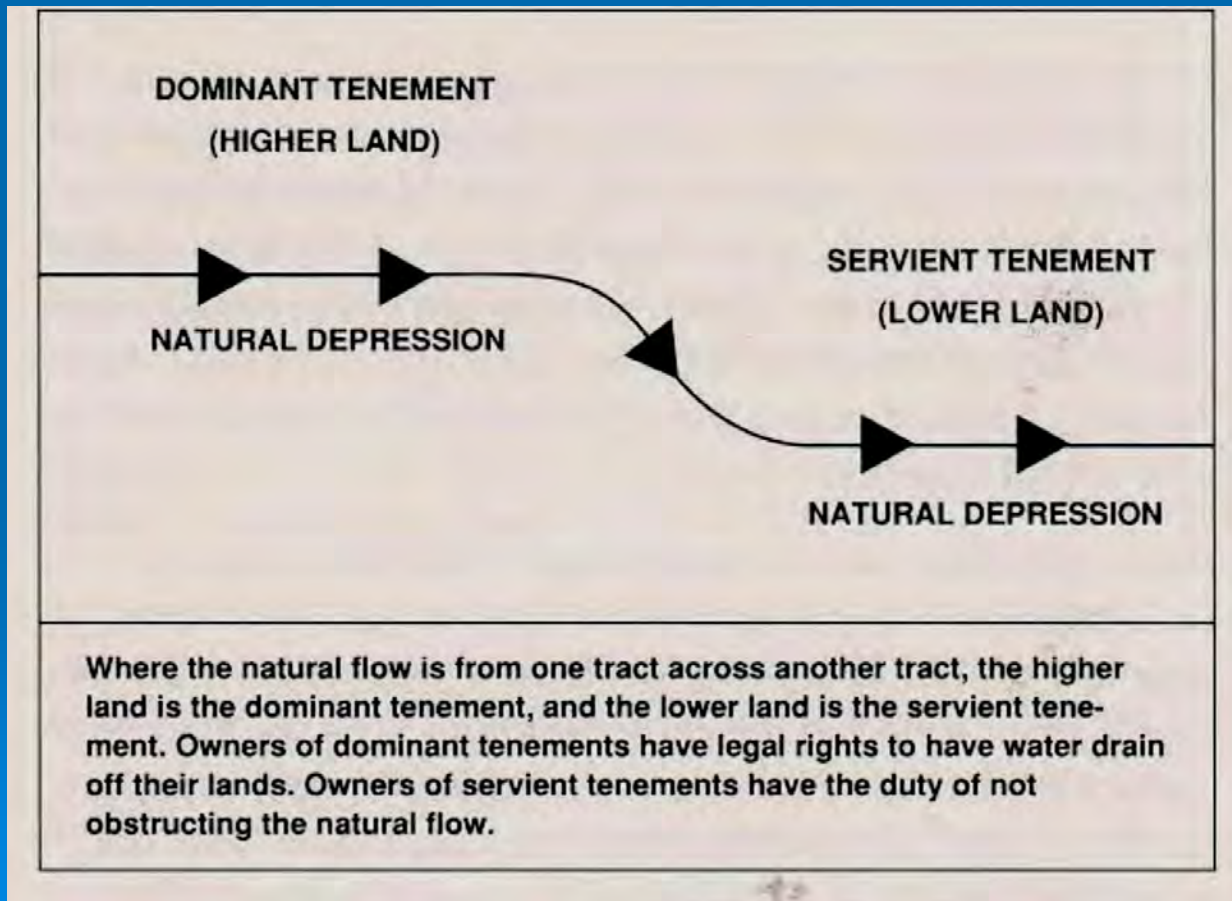 DOMINANT TENEMENT
(HIGHER LAND)
SERVIENT TENEMENT
(LOWER LAND)
NATURAL DEPRESSION
NATURAL DEPRESSION
Where the natural flow is from one tract across another tract, the higher
land is the dominant tenement, and the lower land is the servient tene-
ment. Owners of dominant tenements have legal rights to have water drain
off their lands. Owners of servient tenements have the duty of not
obstructing the natural flow.